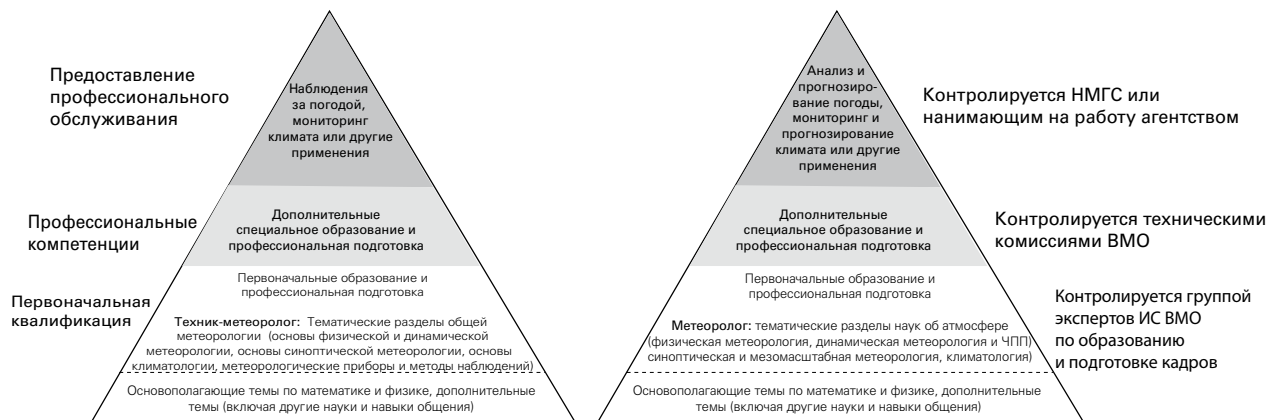 Предоставление
профессионального
обслуживания
Наблюдения
за погодой,
мониторинг
климата или другие
применения
Профессиональные
компетенции
Дополнительные
специальное образование и
профессиональная подготовка
Первоначальная
квалификация
Первоначальные образование и
профессиональная подготовка
Техник-метеоролог: Тематические разделы общей
метеорологии (основы физической и динамической
метеорологии, основы синоптической метеорологии, основы
климатологии, метеорологические приборы и методы наблюдений)
Основополагающие темы по математике и физике, дополнительные
темы (включая другие науки и навыки общения)
Анализ и
прогнозиро-
вание погоды,
мониторинг и
прогнозирование
климата или другие
применения
Контролируется НМГС или
нанимающим на работу агентством
Дополнительные
специальное образование и
профессиональная подготовка
Контролируется техническими
комиссиями ВМО
Первоначальные образование и
профессиональная подготовка
Метеоролог: тематические разделы наук об атмосфере
(физическая метеорология, динамическая метеорология и ЧПП)
синоптическая и мезомасштабная метеорология, климатология)
Контролируется группой
экспертов ИС ВМО
по образованию
и подготовке кадров
Основополагающие темы по математике и физике, дополнительные
темы (включая другие науки и навыки общения)